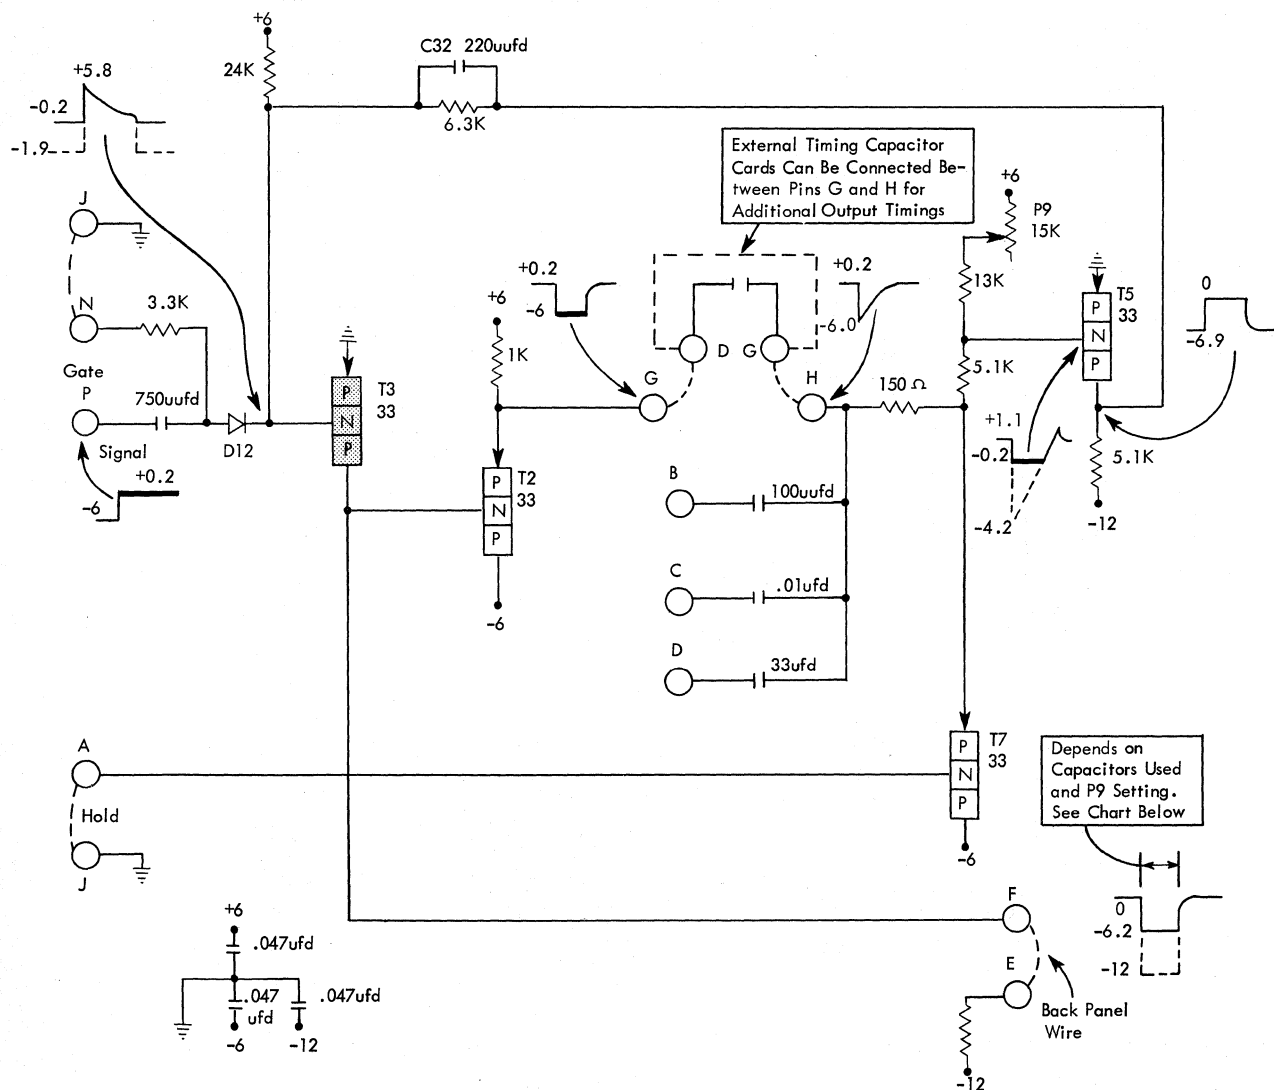 +6
24K
C32 220uufd
6.3K
+5.8
-0.2
-1.9
External Timing Capacitor
Cards Can Be Connected Be-
tween Pins G and H for
Additional Output Timings
+6
P9
15K
13K
J
N
3.3K
Gate
P
750uufd
Signal
D12
+0.2
-6
P
N
P
T3
33
+0.2
-6
+6
1K
G
D
G
+0.2
-6.0
H
150 Ω
5.1K
P
N
P
T5
33
0
-6.9
+1.1
-0.2
-4.2
5.1K
-12
P
N
P
T2
33
-6
B
100uufd
C
.01ufd
D
33ufd
A
Hold
J
P
N
P
T7
33
-6
Depends on
Capacitors Used
and P9 Setting.
See Chart Below
0
-6.2
-12
F
E
Back Panel
Wire
-12
+6
.047ufd
.047
ufd
.047ufd
-6
-12